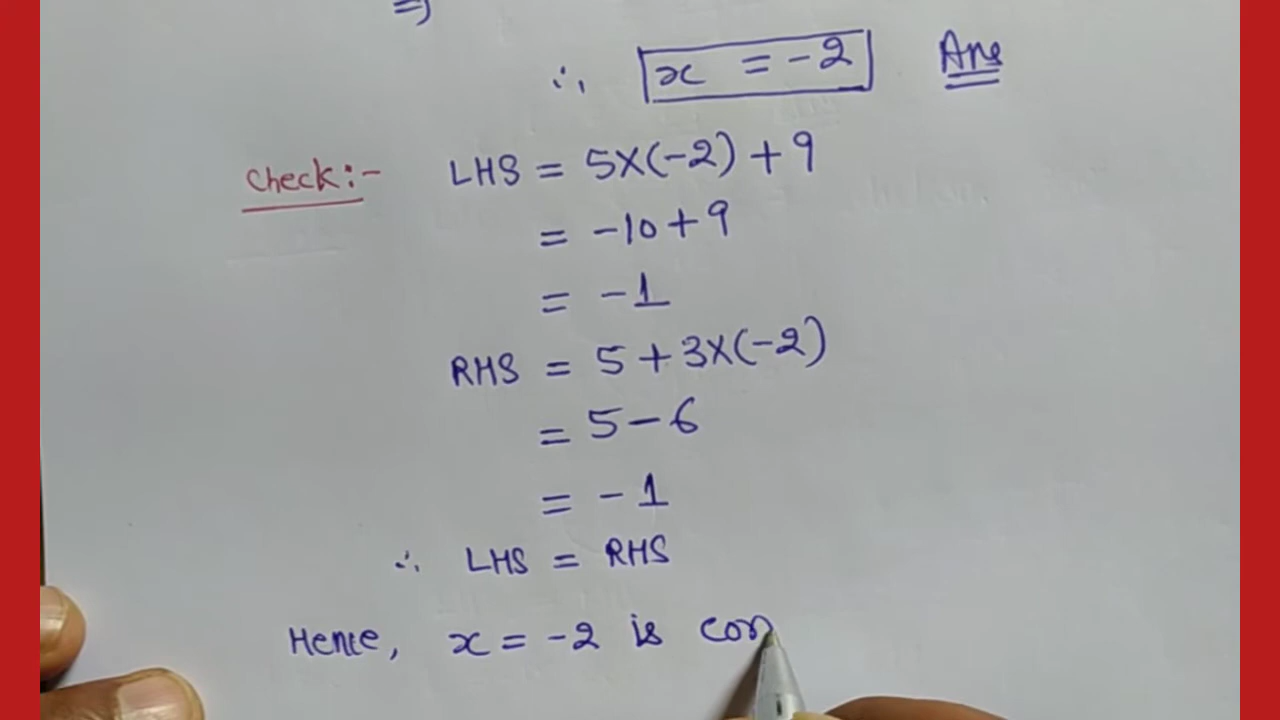 ⇒
∴ x = -2 Ans
Check:- LHS = 5×(-2)+9
= -10+9
= -1
RHS = 5+3×(-2)
= 5-6
= -1
∴ LHS = RHS
Hence, x = -2 is cor